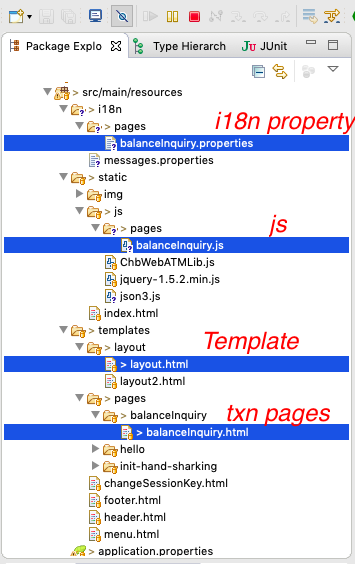 Package Explo
Type Hierarch
Ju JUnit
> src/main/resources
> i18n
i18n property
> pages
balanceInquiry.properties
messages.properties
> static
img
> js
js
> pages
balanceInquiry.js
ChbWebATMLib.js
jquery-1.5.2.min.js
json3.js
index.html
> templates
> layout
Template
> layout.html
layout2.html
> pages
> balanceInquiry
txn pages
> balanceInquiry.html
> hello
> init-hand-sharking
changeSessionKey.html
footer.html
header.html
menu.html
> application.properties